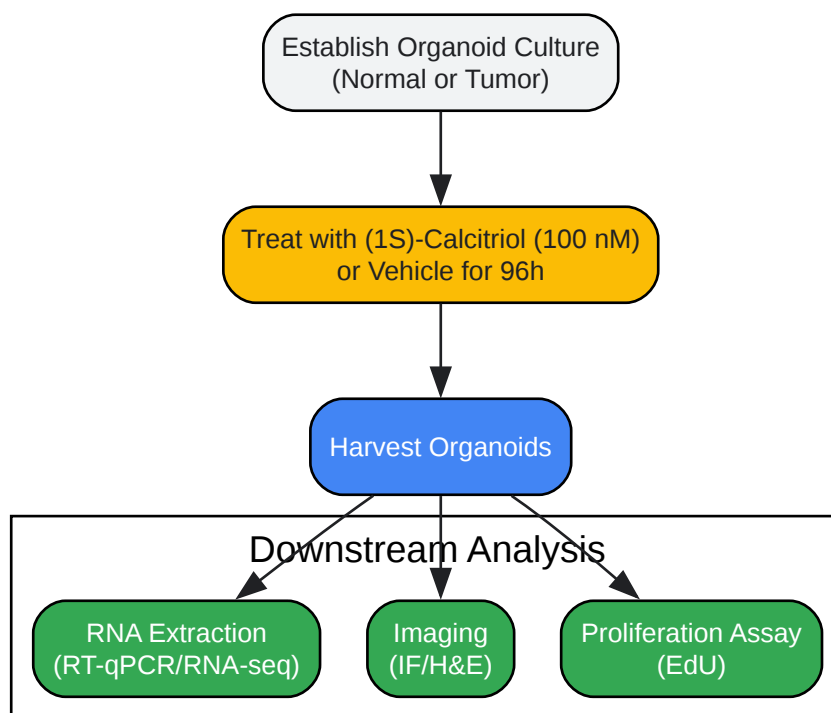 Establish Organoid Culture
(Normal or Tumor)
Treat with (1S)-Calcitriol (100 nM)
or Vehicle for 96h
Harvest Organoids
Downstream Analysis
RNA Extraction
(RT-qPCR/RNA-seq)
Imaging
(IF/H&E)
Proliferation Assay
(EdU)